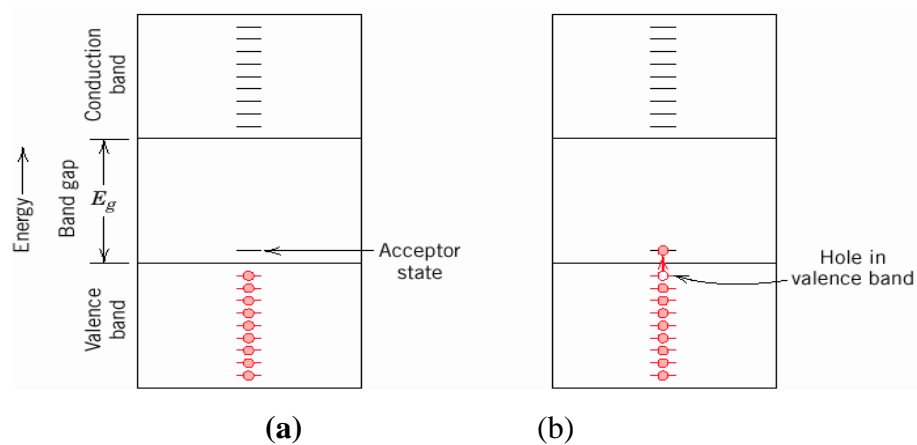 Conduction
band
Energy
Band gap
E_g
Acceptor
state
Hole in
valence band
Valence
band
(a)
(b)